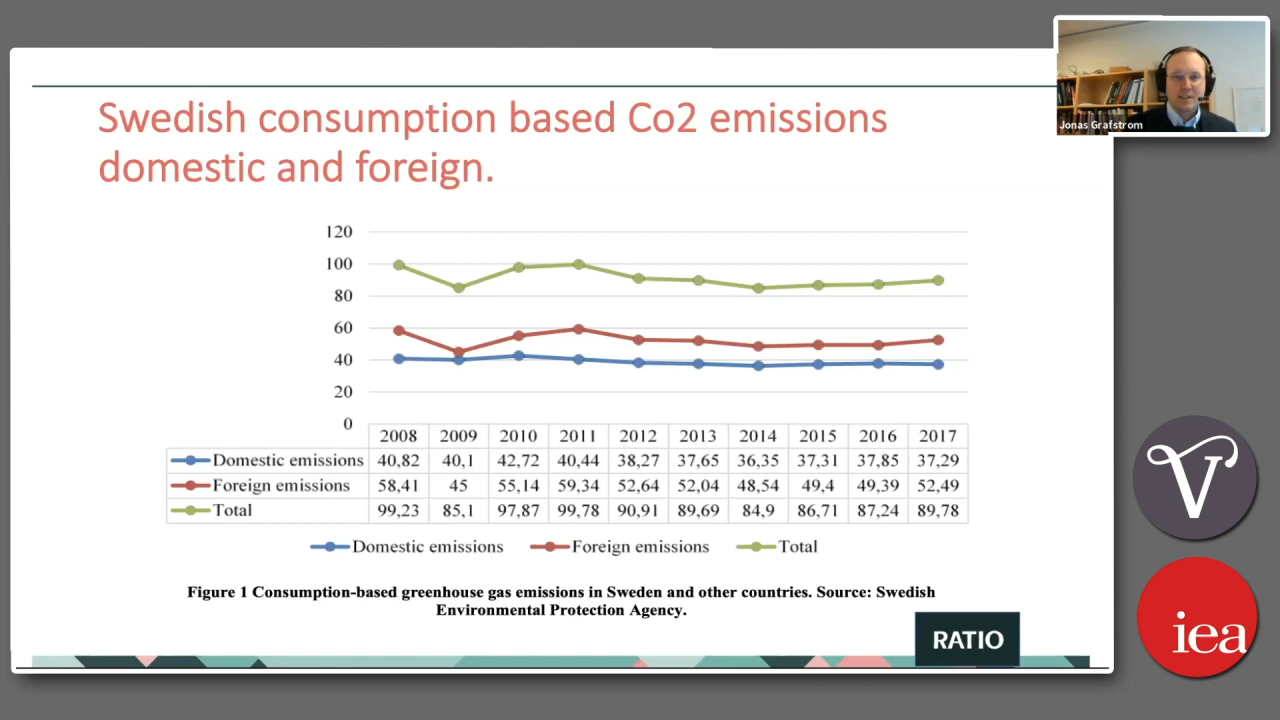 Swedish consumption based Co2 emissions
domestic and foreign.
Jonas Grafstrom
120
100
80
60
40
20
0
2008 2009 2010 2011 2012 2013 2014 2015 2016 2017
Domestic emissions 40,82 40,1 42,72 40,44 38,27 37,65 36,35 37,31 37,85 37,29
Foreign emissions 58,41 45 55,14 59,34 52,64 52,04 48,54 49,4 49,39 52,49
Total 99,23 85,1 97,87 99,78 90,91 89,69 84,9 86,71 87,24 89,78
Domestic emissions Foreign emissions Total
Figure 1 Consumption-based greenhouse gas emissions in Sweden and other countries. Source: Swedish
Environmental Protection Agency.
RATIO
V
iea